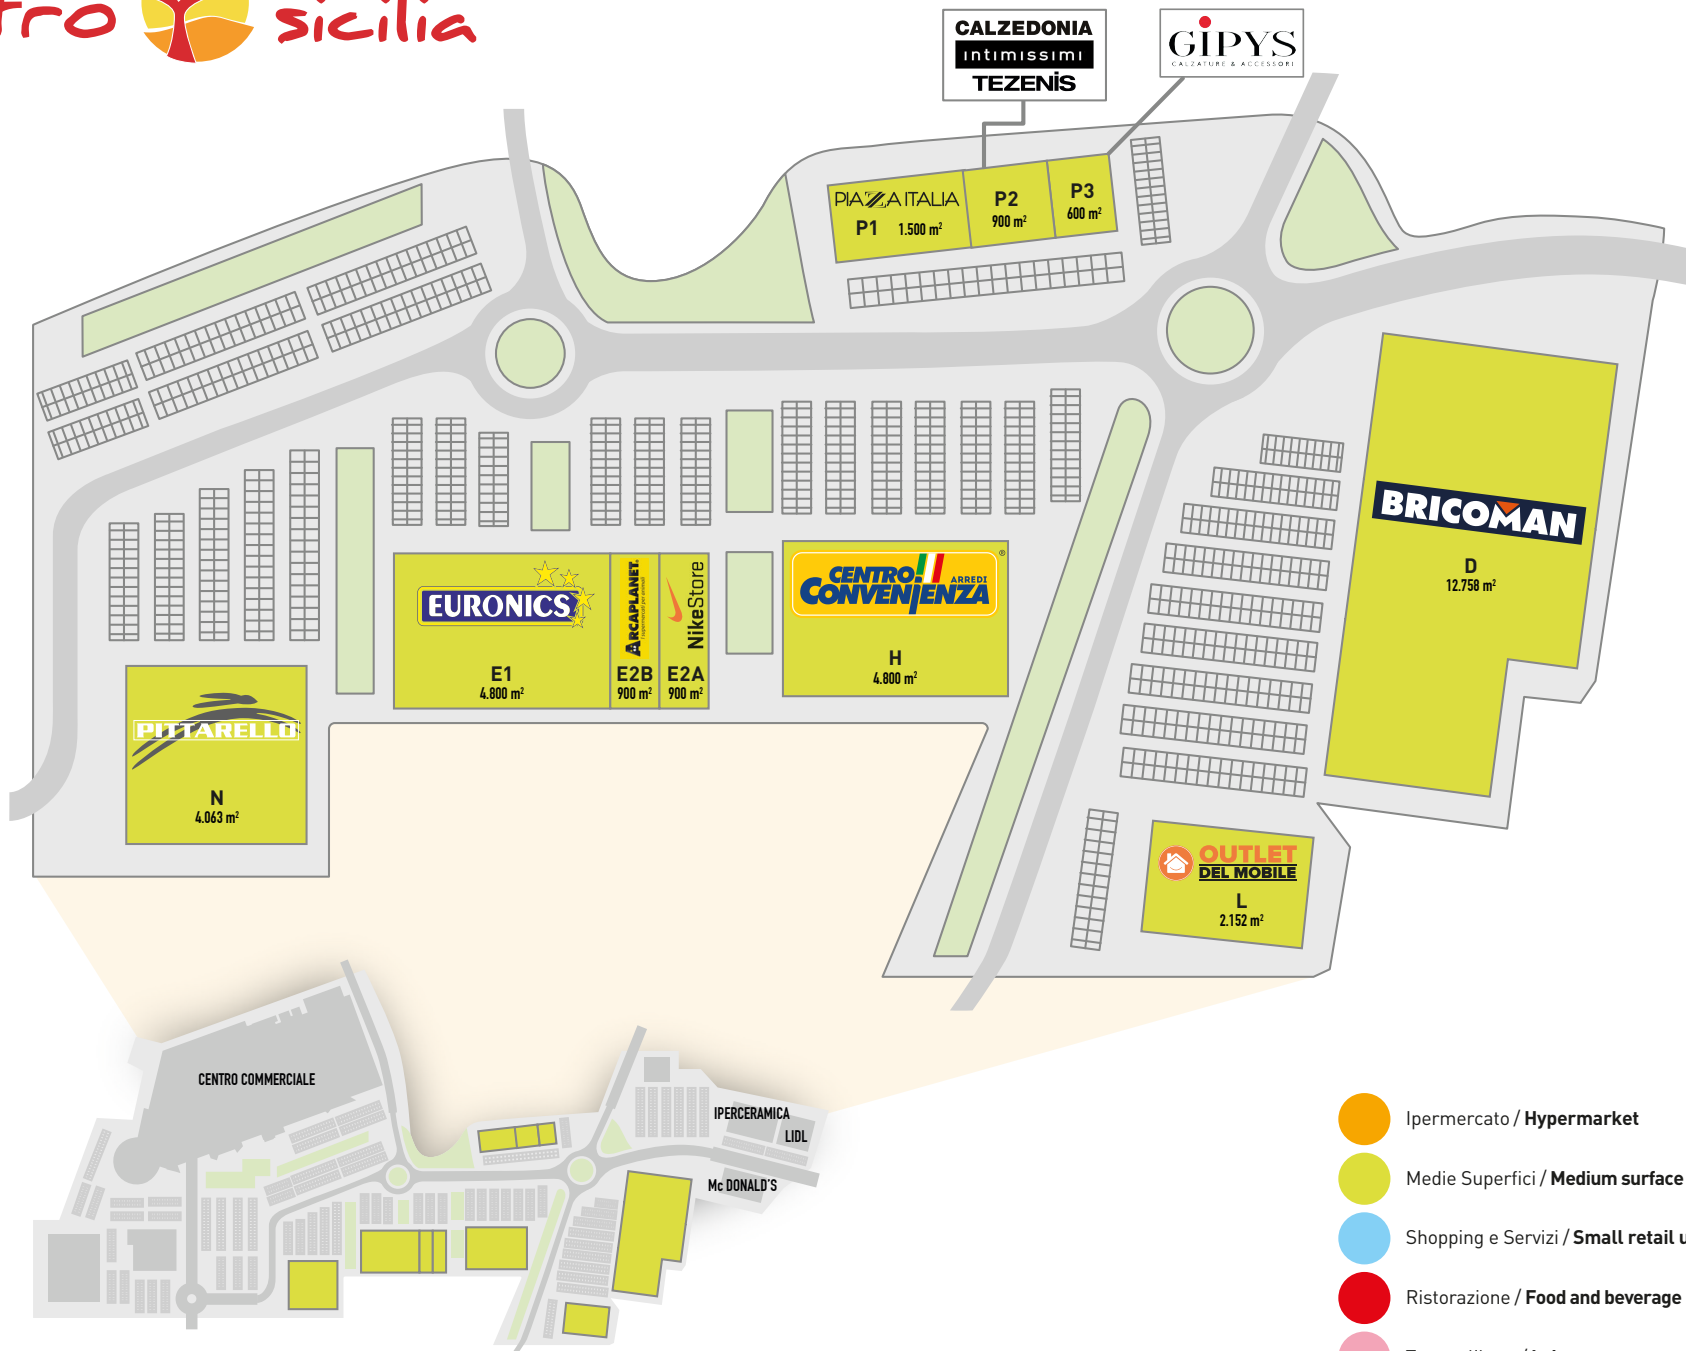 sicilia
CALZEDONIA
intimissimi
TEZENIS
GIPYS
CALZATURE & ACCESSORI
PIAZZA ITALIA
P1 1.500 m²
P2
900 m²
P3
600 m²
BRICOMAN
D
12.758 m²
EURONICS
E1
4.800 m²
ARCAPLANET
E2B
900 m²
NikeStore
E2A
900 m²
CENTRO
CONVENIENZA
ARREDI
®
H
4.800 m²
PITTARELLO
N
4.063 m²
OUTLET
DEL MOBILE
L
2.152 m²
CENTRO COMMERCIALE
IPERCERAMICA
LIDL
Mc DONALD'S
Ipermercato / Hypermarket
Medie Superfici / Medium surface
Shopping e Servizi / Small retail u
Ristorazione / Food and beverage